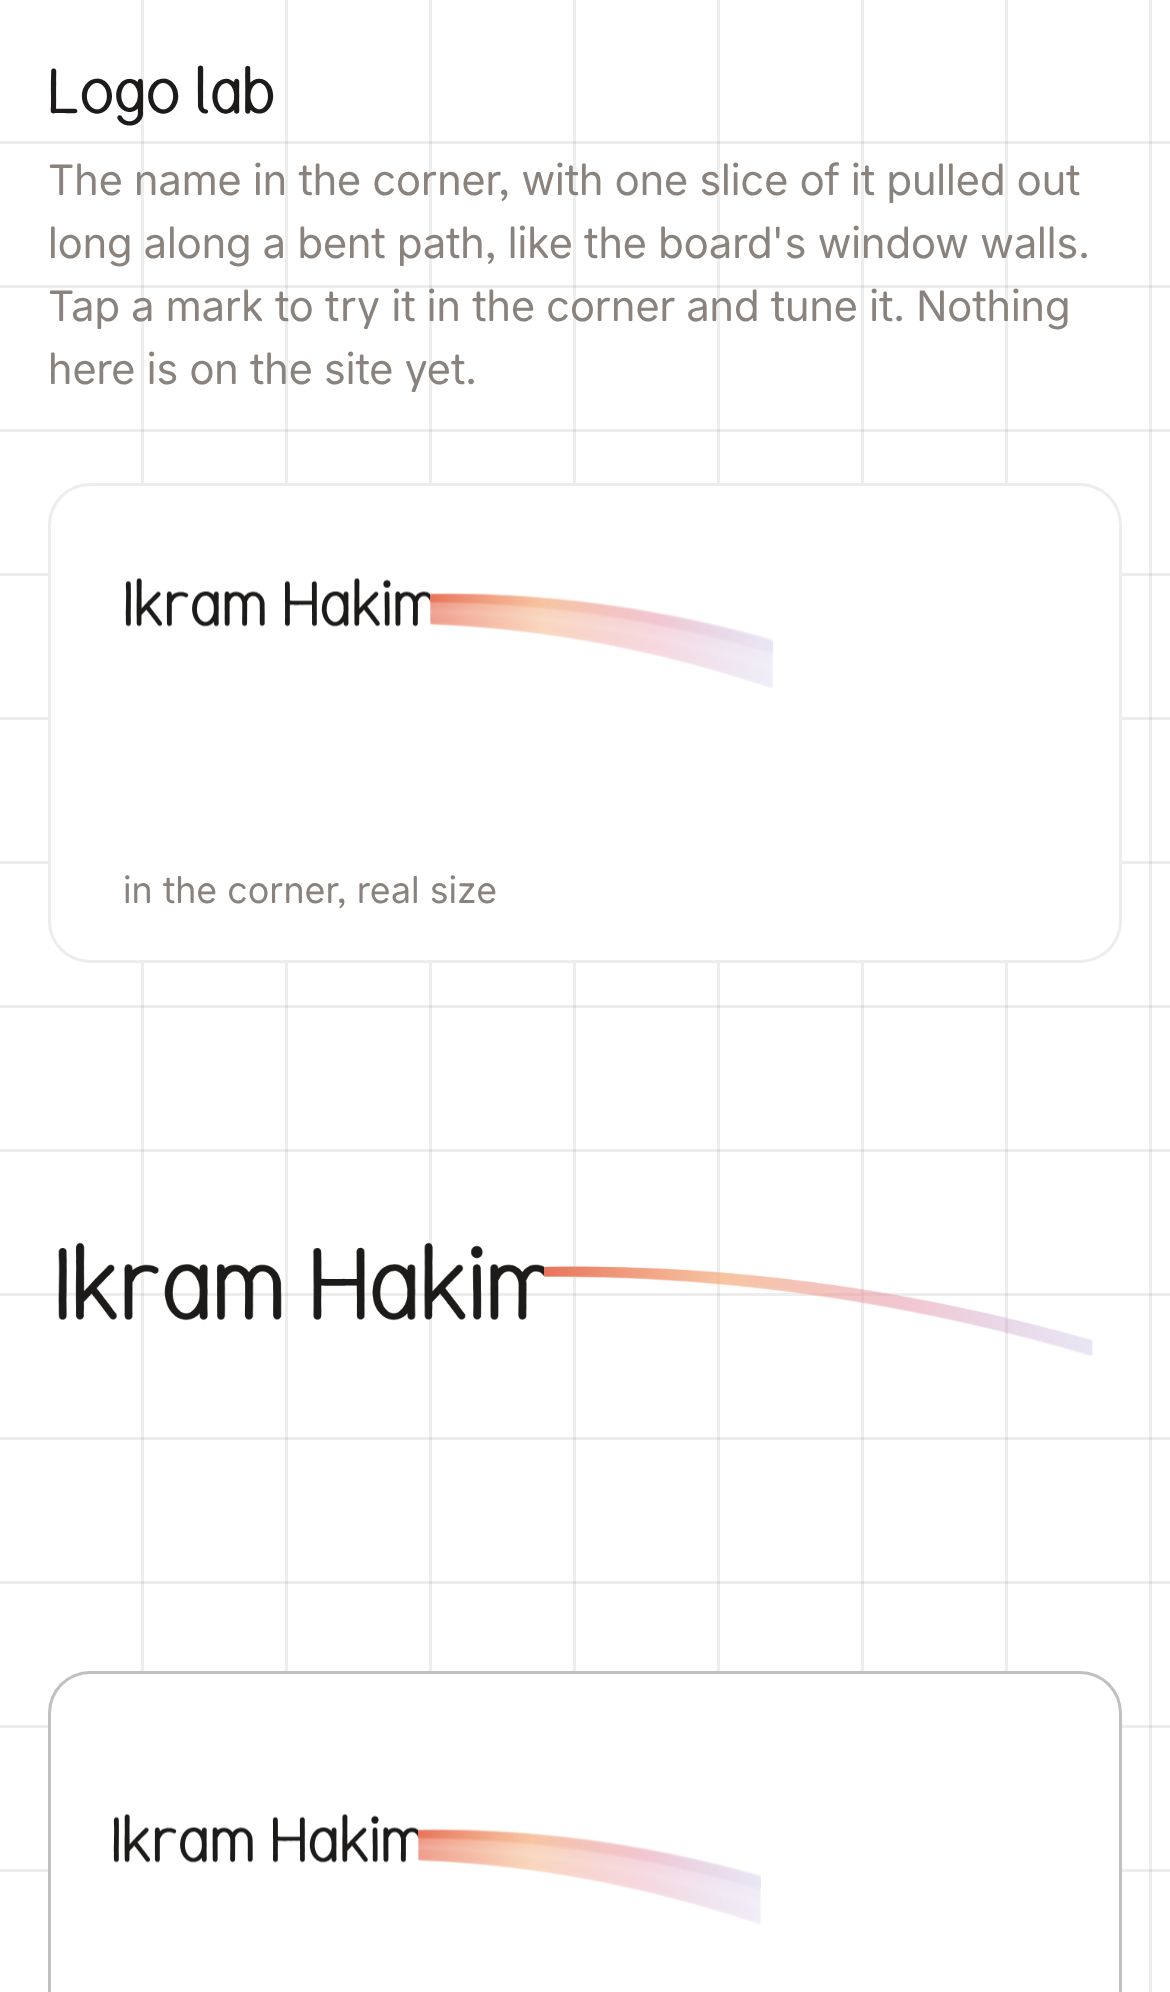 Logo lab
The name in the corner, with one slice of it pulled out
long along a bent path, like the board's window walls.
Tap a mark to try it in the corner and tune it. Nothing
here is on the site yet.
Ikram Hakim
in the corner, real size
Ikram Hakim
Ikram Hakim